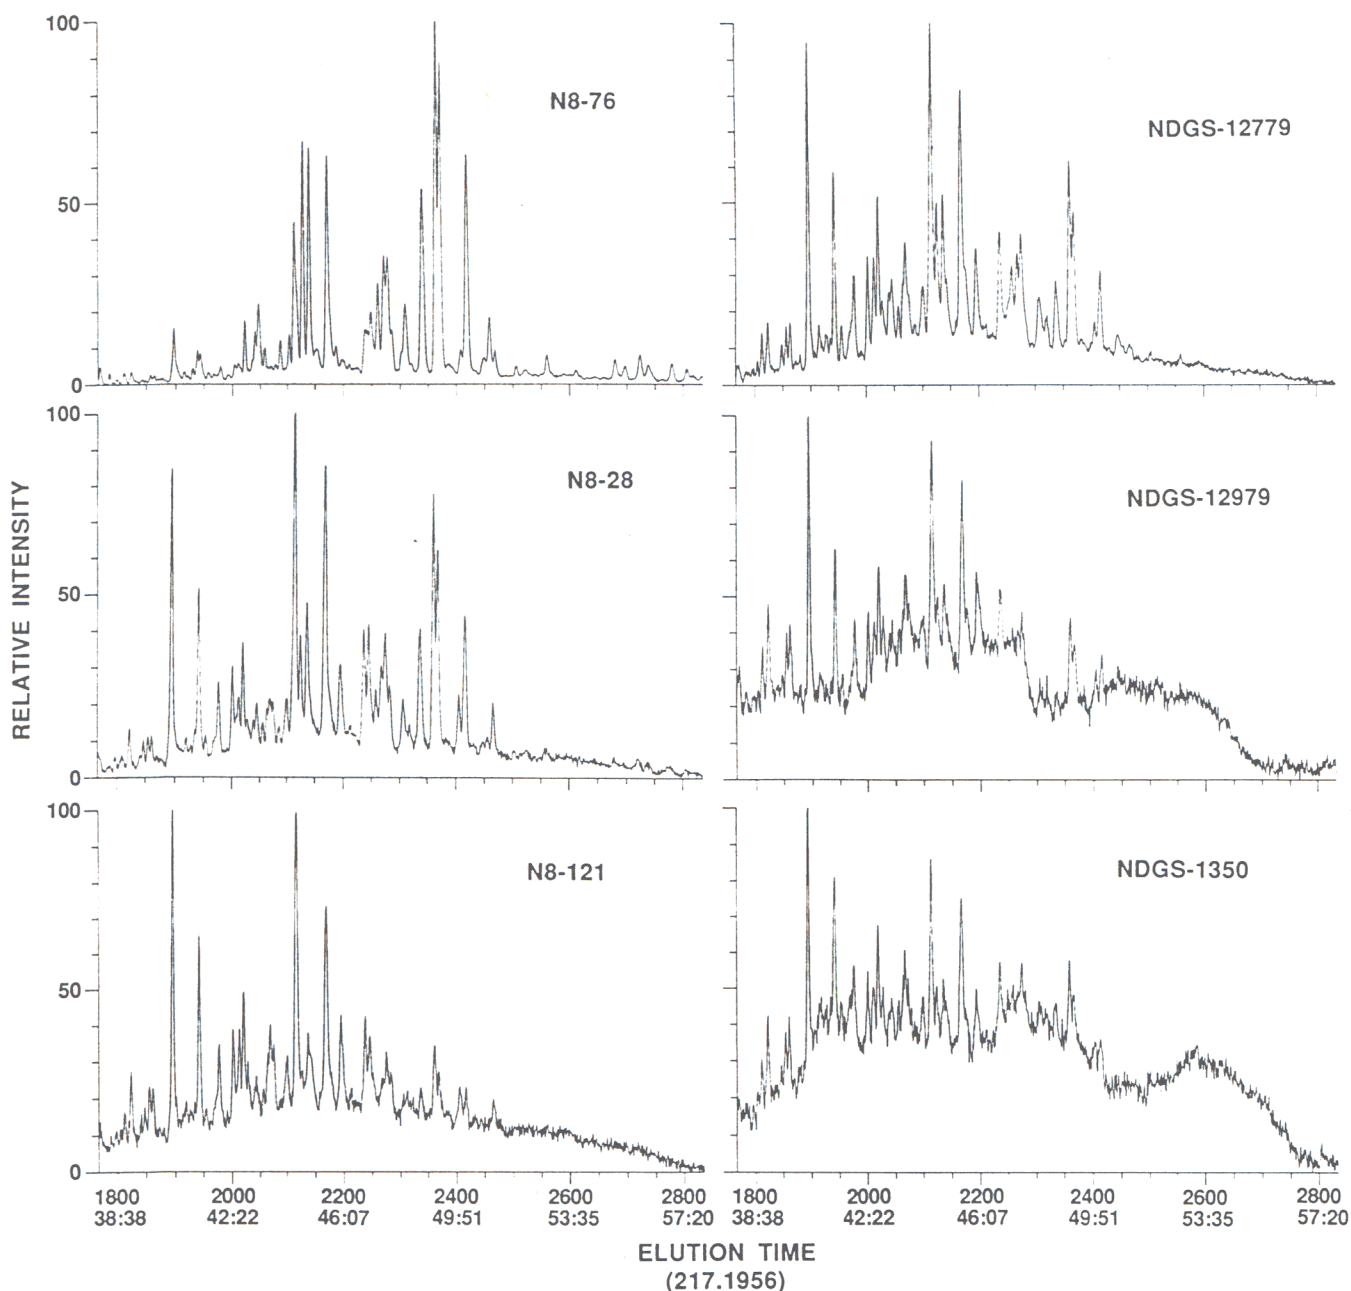 100
50
0
N8-76
NDGS-12779
100
50
0
N8-28
NDGS-12979
RELATIVE INTENSITY
100
50
0
N8-121
NDGS-1350
1800 2000 2200 2400 2600 2800
38:38 42:22 46:07 49:51 53:35 57:20
1800 2000 2200 2400 2600 2800
38:38 42:22 46:07 49:51 53:35 57:20
ELUTION TIME
(217.1956)